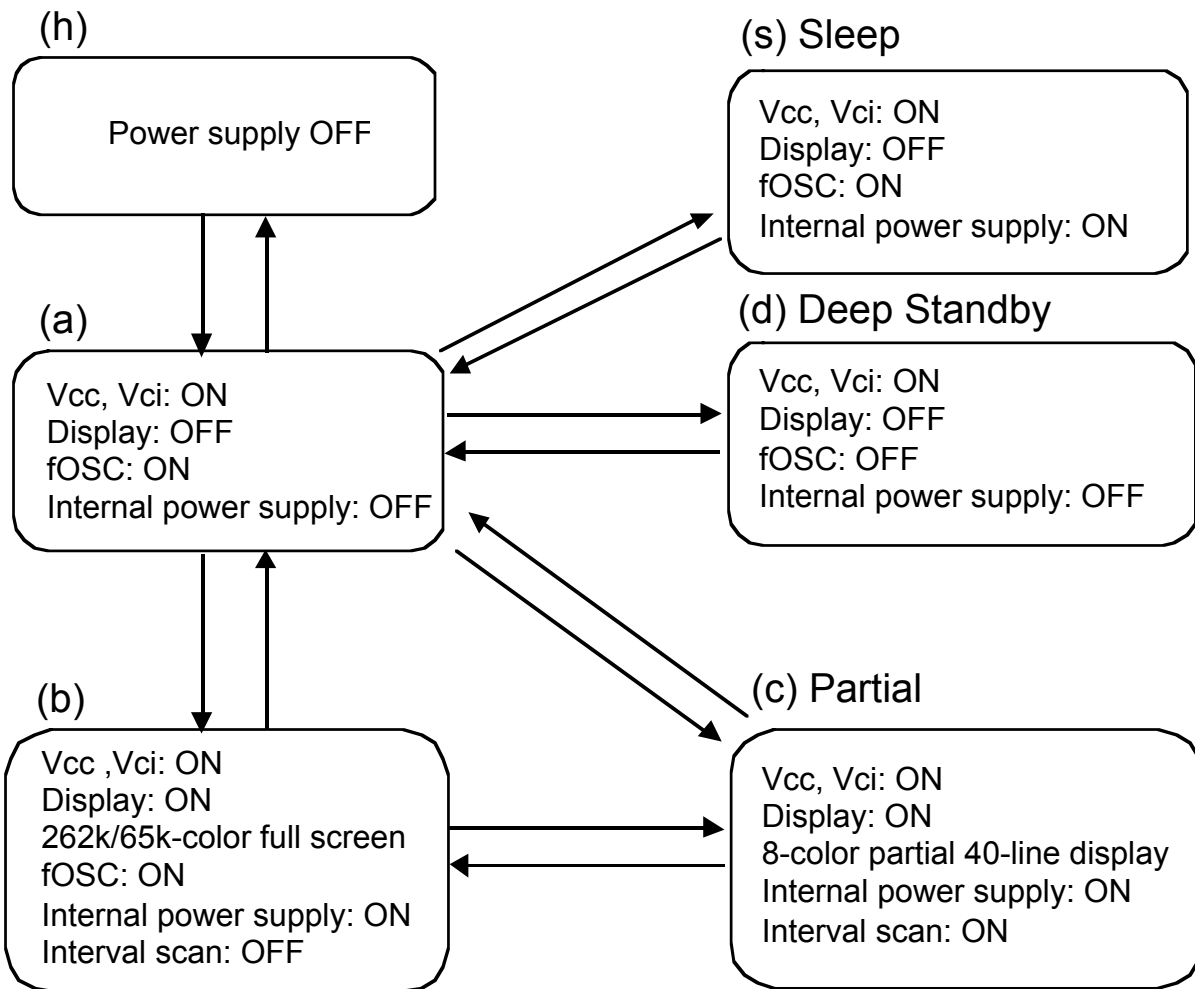 (h)
Power supply OFF
(s) Sleep
Vcc, Vci: ON
Display: OFF
fOSC: ON
Internal power supply: ON
(a)
Vcc, Vci: ON
Display: OFF
fOSC: ON
Internal power supply: OFF
(d) Deep Standby
Vcc, Vci: ON
Display: OFF
fOSC: OFF
Internal power supply: OFF
(b)
Vcc ,Vci: ON
Display: ON
262k/65k-color full screen
fOSC: ON
Internal power supply: ON
Interval scan: OFF
(c) Partial
Vcc, Vci: ON
Display: ON
8-color partial 40-line display
Internal power supply: ON
Interval scan: ON